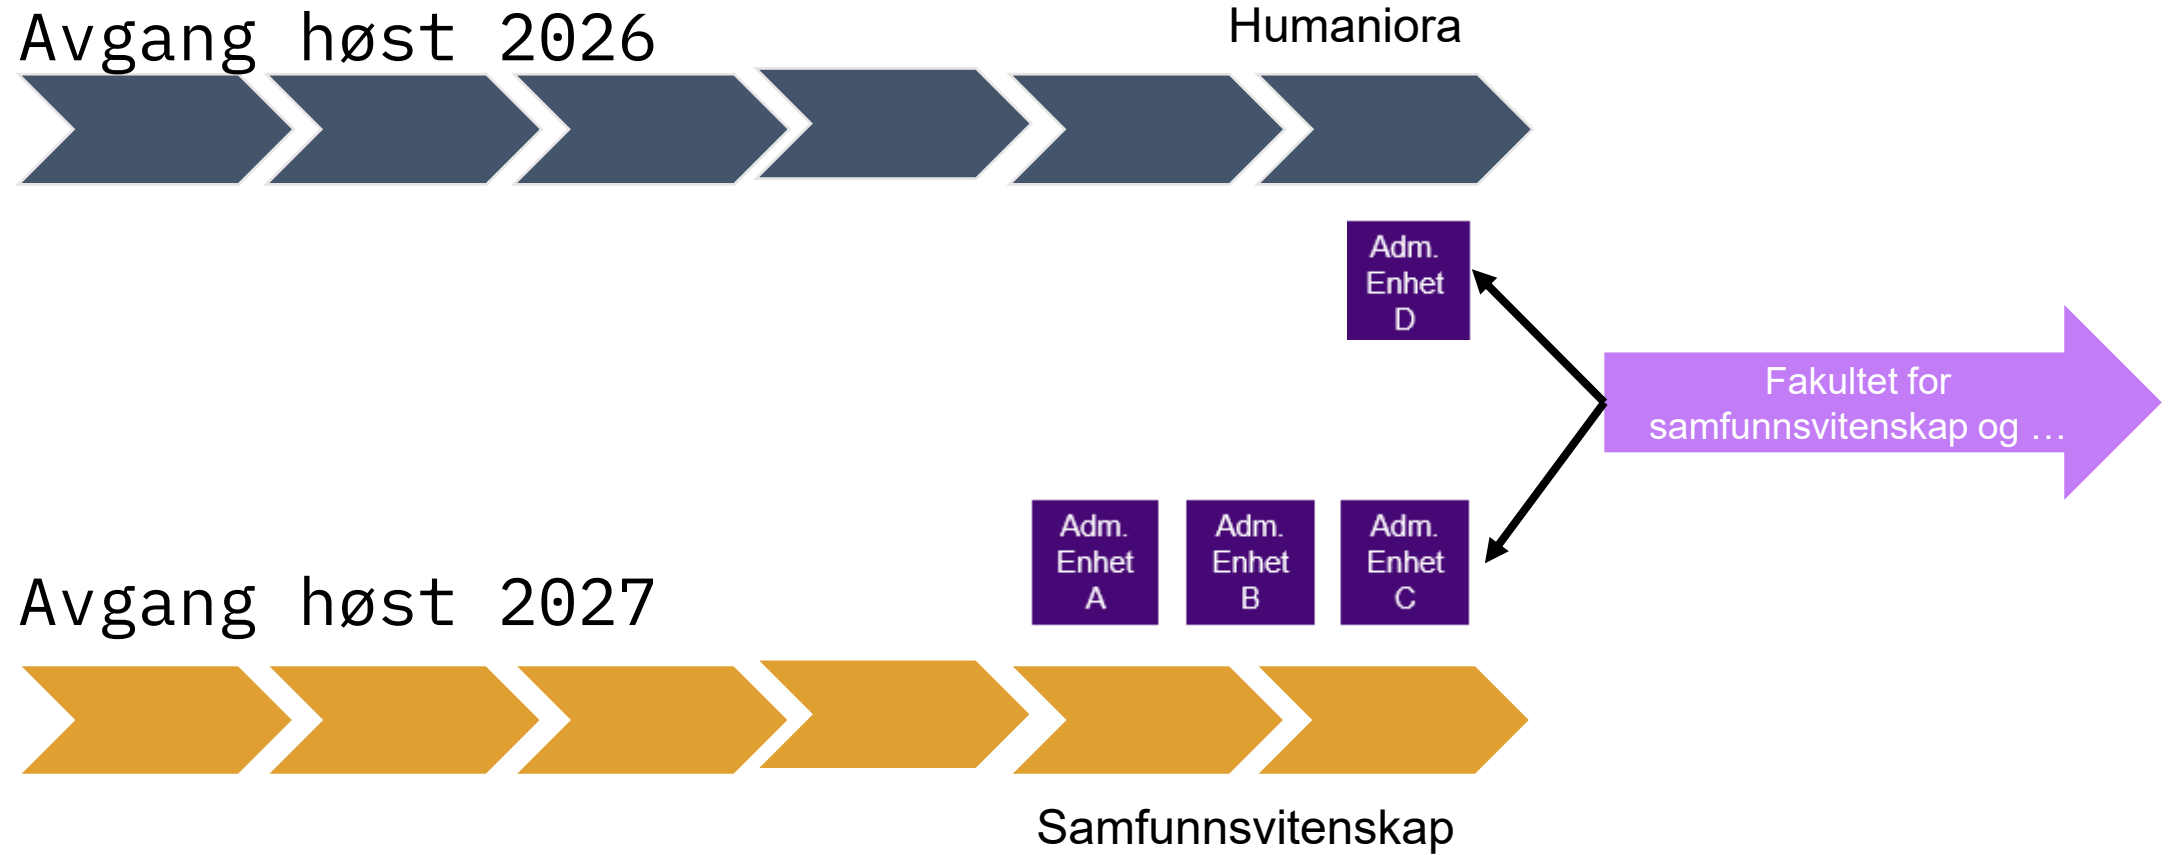 Avgang høst 2026
Humaniora
Adm.
Enhet
D
Fakultet for
samfunnsvitenskap og …
Adm.
Enhet
A
Adm.
Enhet
B
Adm.
Enhet
C
Avgang høst 2027
Samfunnsvitenskap